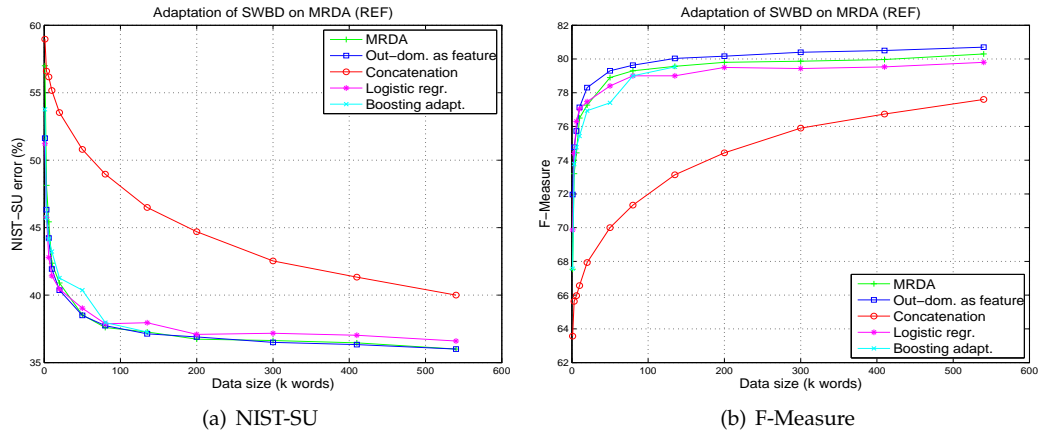 Adaptation of SWBD on MRDA (REF)
60
55
50
45
40
35
0
100
200
300
400
500
600
NIST−SU error (%)
Data size (k words)
MRDA
Out−dom. as feature
Concatenation
Logistic regr.
Boosting adapt.
(a) NIST-SU
Adaptation of SWBD on MRDA (REF)
82
80
78
76
74
72
70
68
66
64
62
0
100
200
300
400
500
600
F−Measure
Data size (k words)
MRDA
Out−dom. as feature
Concatenation
Logistic regr.
Boosting adapt.
(b) F-Measure